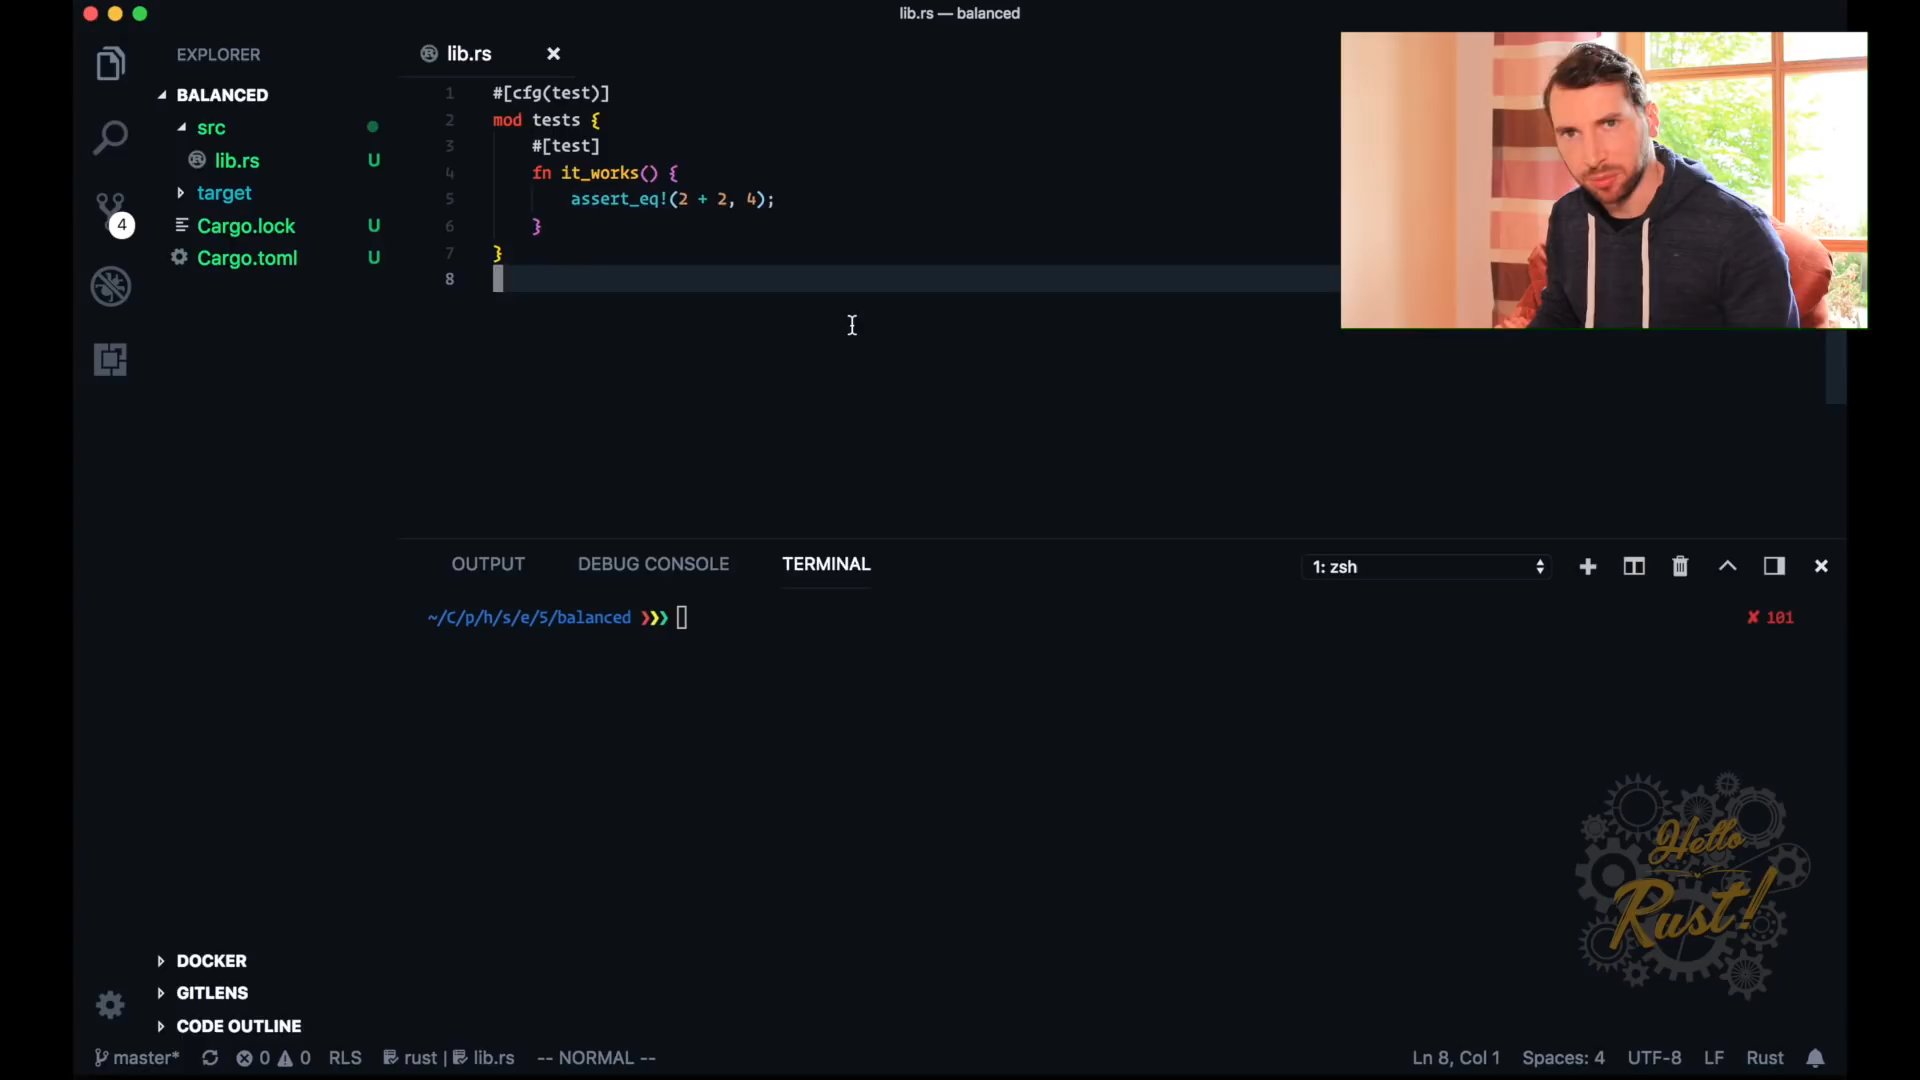 lib.rs — balanced
EXPLORER
BALANCED
src
lib.rs U
target
Cargo.lock U
Cargo.toml U
4
lib.rs
1 #[cfg(test)]
2 mod tests {
3 #[test]
4 fn it_works() {
5 assert_eq!(2 + 2, 4);
6 }
7 }
8
OUTPUT DEBUG CONSOLE TERMINAL
1: zsh
~/C/p/h/s/e/5/balanced ❯❯❯
✘ 101
Hello
Rust!
DOCKER
GITLENS
CODE OUTLINE
master* 0 0 RLS rust | lib.rs -- NORMAL --
Ln 8, Col 1 Spaces: 4 UTF-8 LF Rust